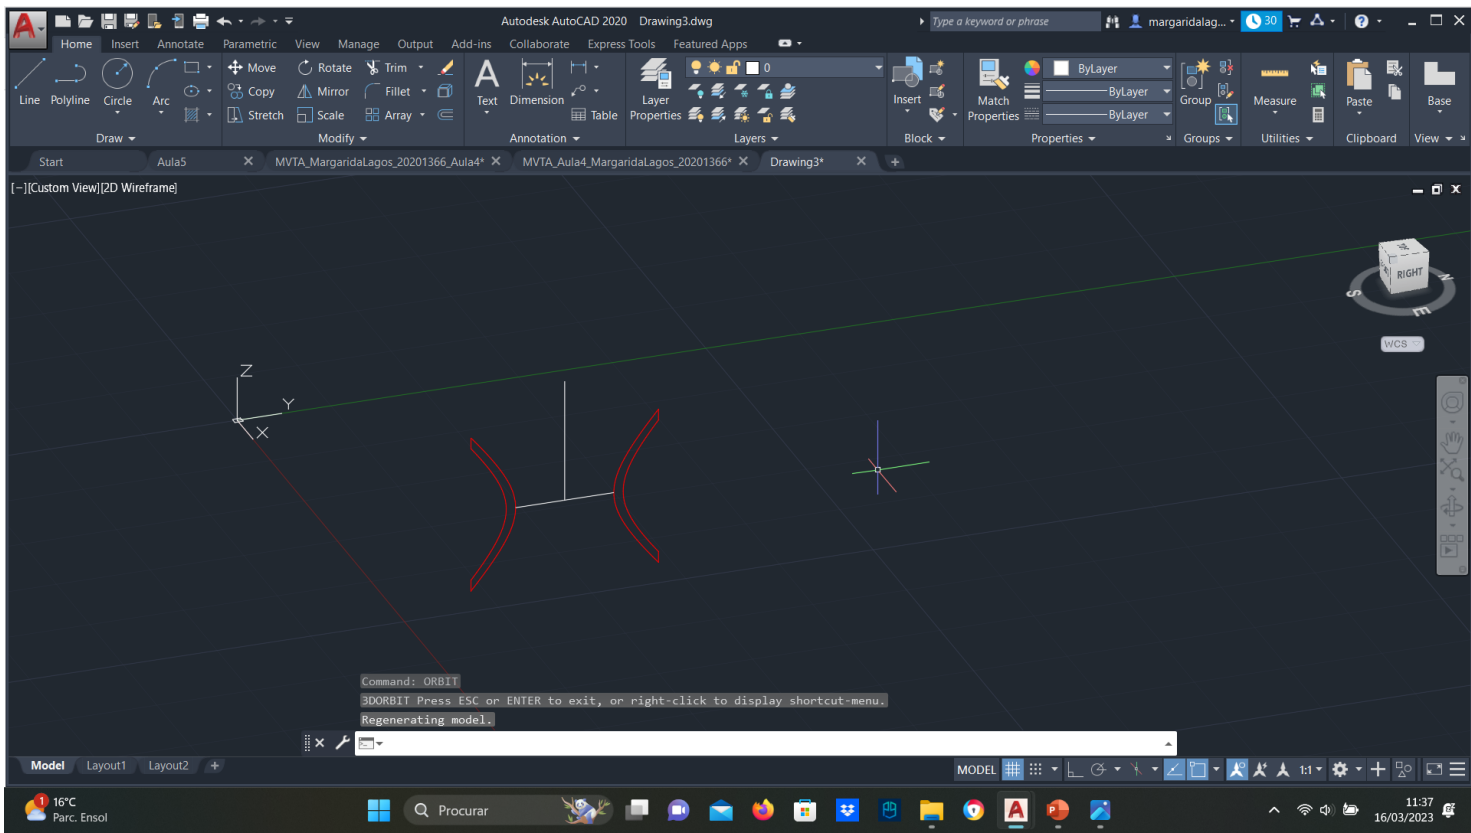 Autodesk AutoCAD 2020 Drawing3.dwg
Type a keyword or phrase
margaridalag...
30
Home Insert Annotate Parametric View Manage Output Add-ins Collaborate Express Tools Featured Apps
Line Polyline Circle Arc
Move Rotate Trim
Copy Mirror Fillet
Stretch Scale Array
Text Dimension
Table
Layer
Properties
0
Insert
Match
Properties
ByLayer
ByLayer
ByLayer
Group
Measure
Paste
Base
Draw Modify Annotation Layers Block Properties Groups Utilities Clipboard View
Start Aula5 MVTA_MargaridaLagos_20201366_Aula4* MVTA_Aula4_MargaridaLagos_20201366* Drawing3*
[−][Custom View][2D Wireframe]
RIGHT
N
S
E
WCS
Z
Y
X
Command: ORBIT
3DORBIT Press ESC or ENTER to exit, or right-click to display shortcut-menu.
Regenerating model.
Model Layout1 Layout2
MODEL
1:1
1
16°C
Parc. Ensol
Procurar
11:37
16/03/2023